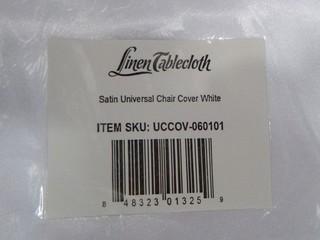 Linen Tablecloth
Satin Universal Chair Cover White
ITEM SKU: UCCOV-060101
8 48323 01325 9